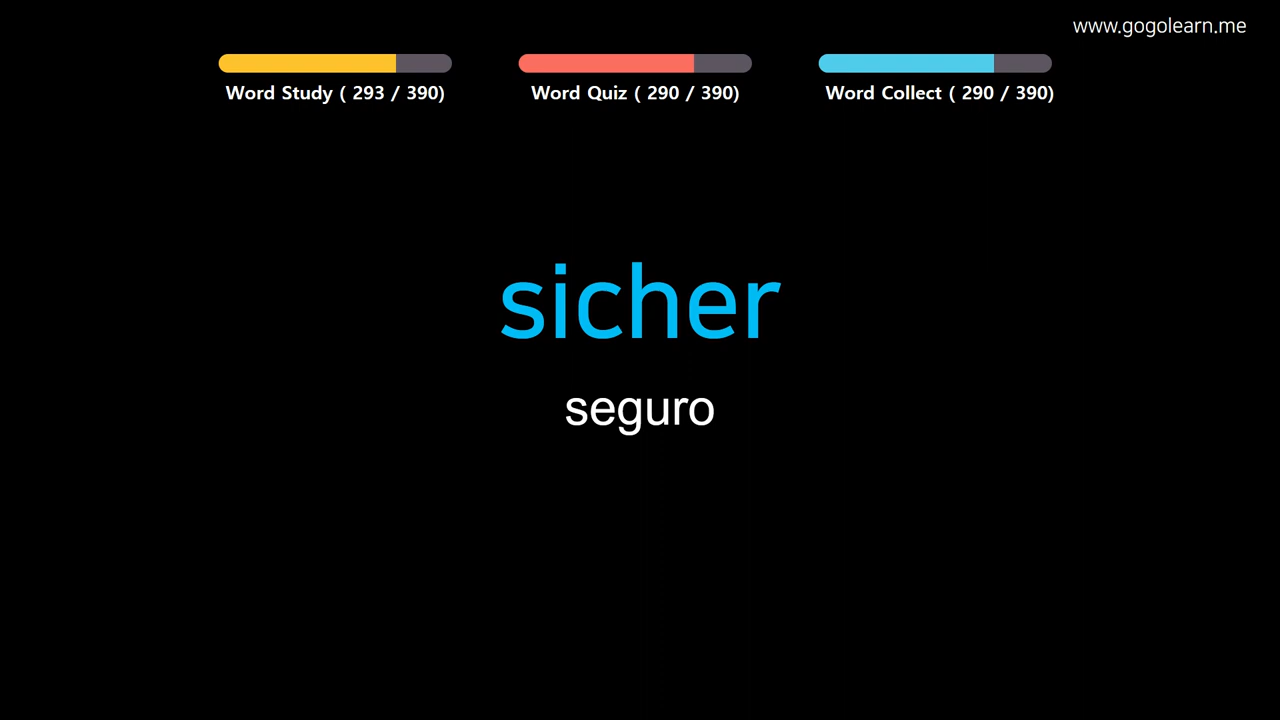 www.gogolearn.me
Word Study ( 293 / 390)
Word Quiz ( 290 / 390)
Word Collect ( 290 / 390)
sicher
seguro